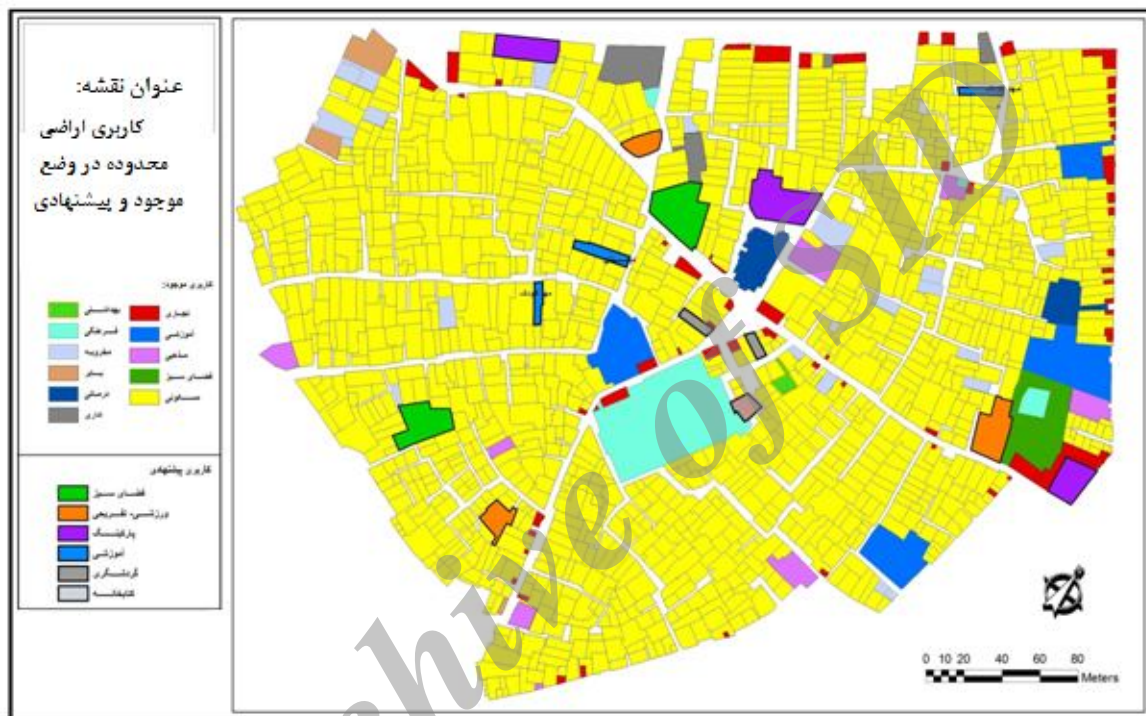 عنوان نقشه:
کاربری اراضی
محدوده در وضع
موجود و پیشنهادی
کاربری موجود:
تجاری
بهداشتی
آموزشی
فرهنگی
مذهبی
مخروبه
فضای سبز
بایر
مسکونی
درمانی
اداری
کاربری پیشنهادی
فضای سبز
ورزشی- تفریحی
پارکینگ
آموزشی
گردشگری
کتابخانه
0 10 20 40 60 80
Meters
Archive of SID